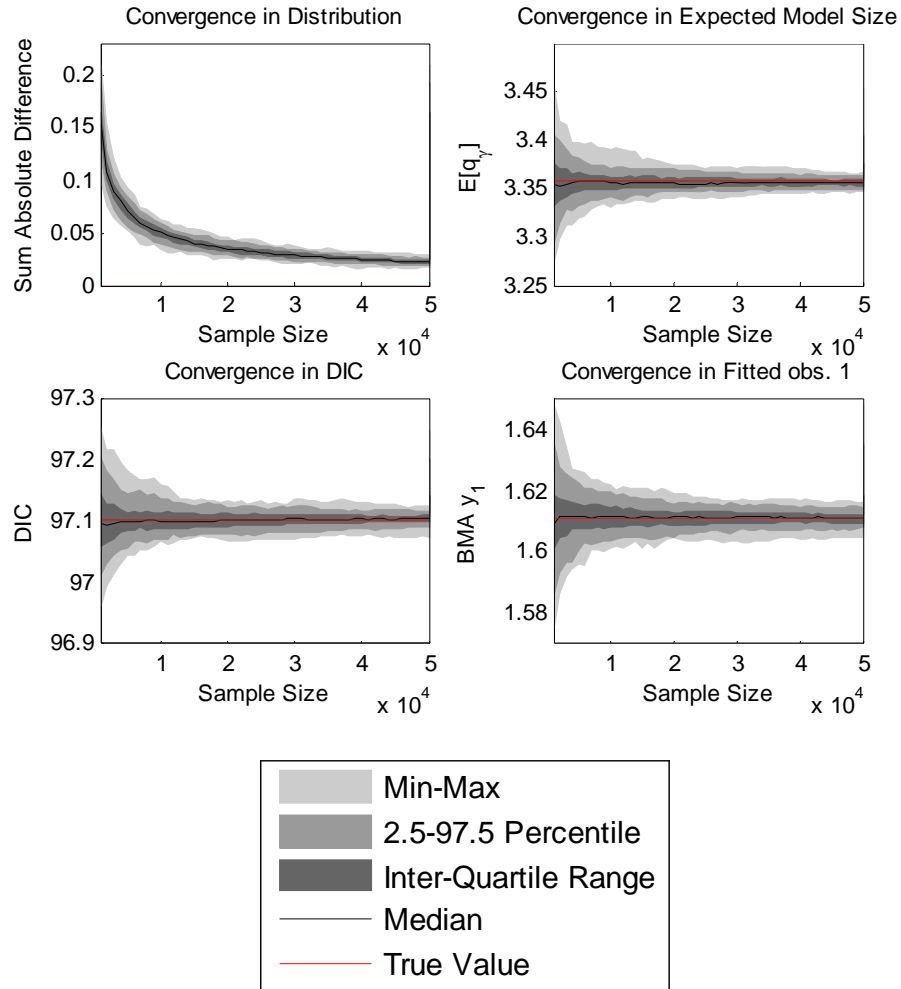 Convergence in Distribution
Sum Absolute Difference
0.2
0.15
0.1
0.05
0
1 2 3 4 5
x 10^4
Sample Size
Convergence in Expected Model Size
E[q_γ]
3.45
3.4
3.35
3.3
3.25
1 2 3 4 5
x 10^4
Sample Size
Convergence in DIC
DIC
97.3
97.2
97.1
97
96.9
1 2 3 4 5
x 10^4
Sample Size
Convergence in Fitted obs. 1
BMA y_1
1.64
1.62
1.6
1.58
1 2 3 4 5
x 10^4
Sample Size
Min-Max
2.5-97.5 Percentile
Inter-Quartile Range
Median
True Value